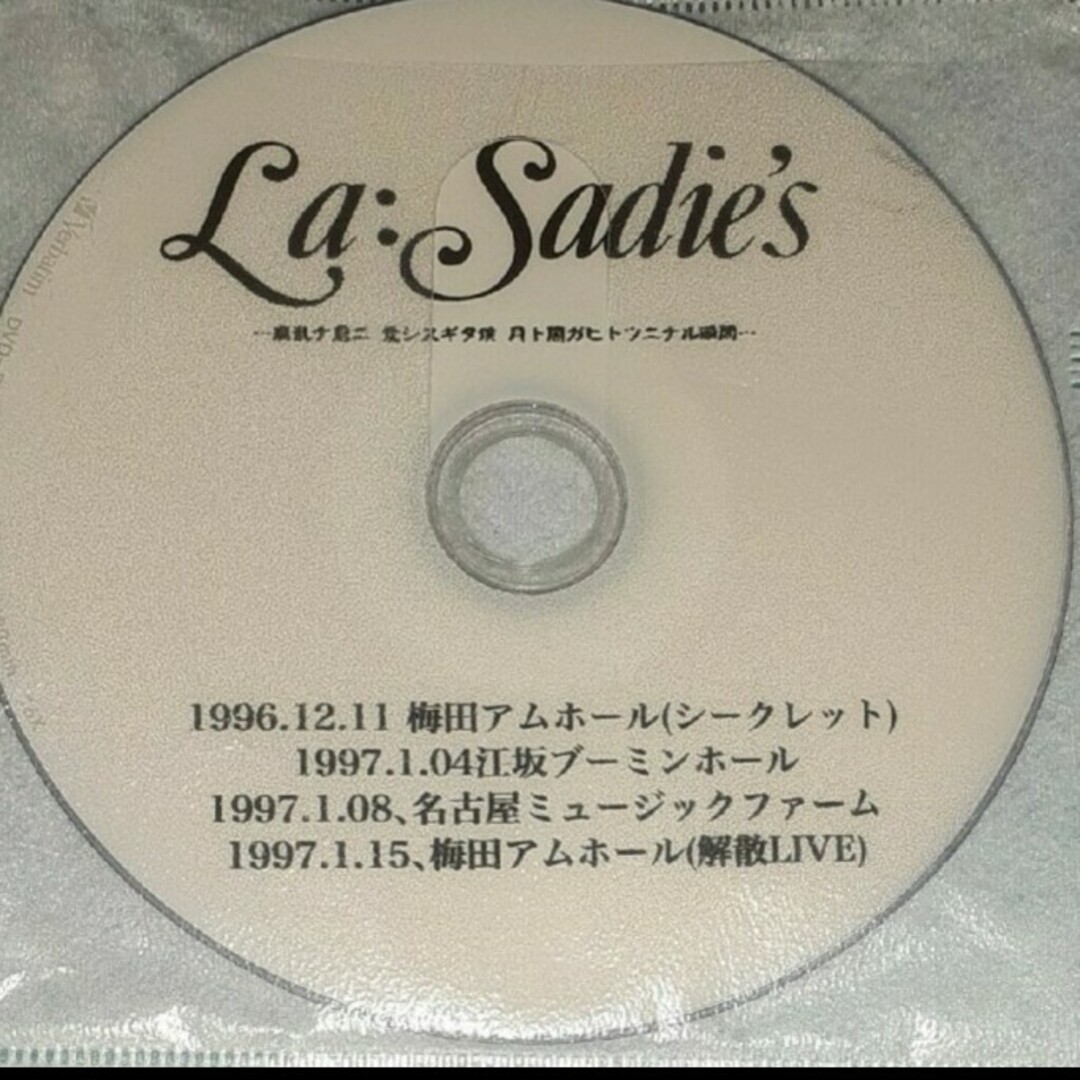 La:Sadie's
1996.12.11 梅田アムホール(シークレット)
1997.1.04江坂ブーミンホール
1997.1.08、名古屋ミュージックファーム
1997.1.15、梅田アムホール(解散LIVE)
Verbatim